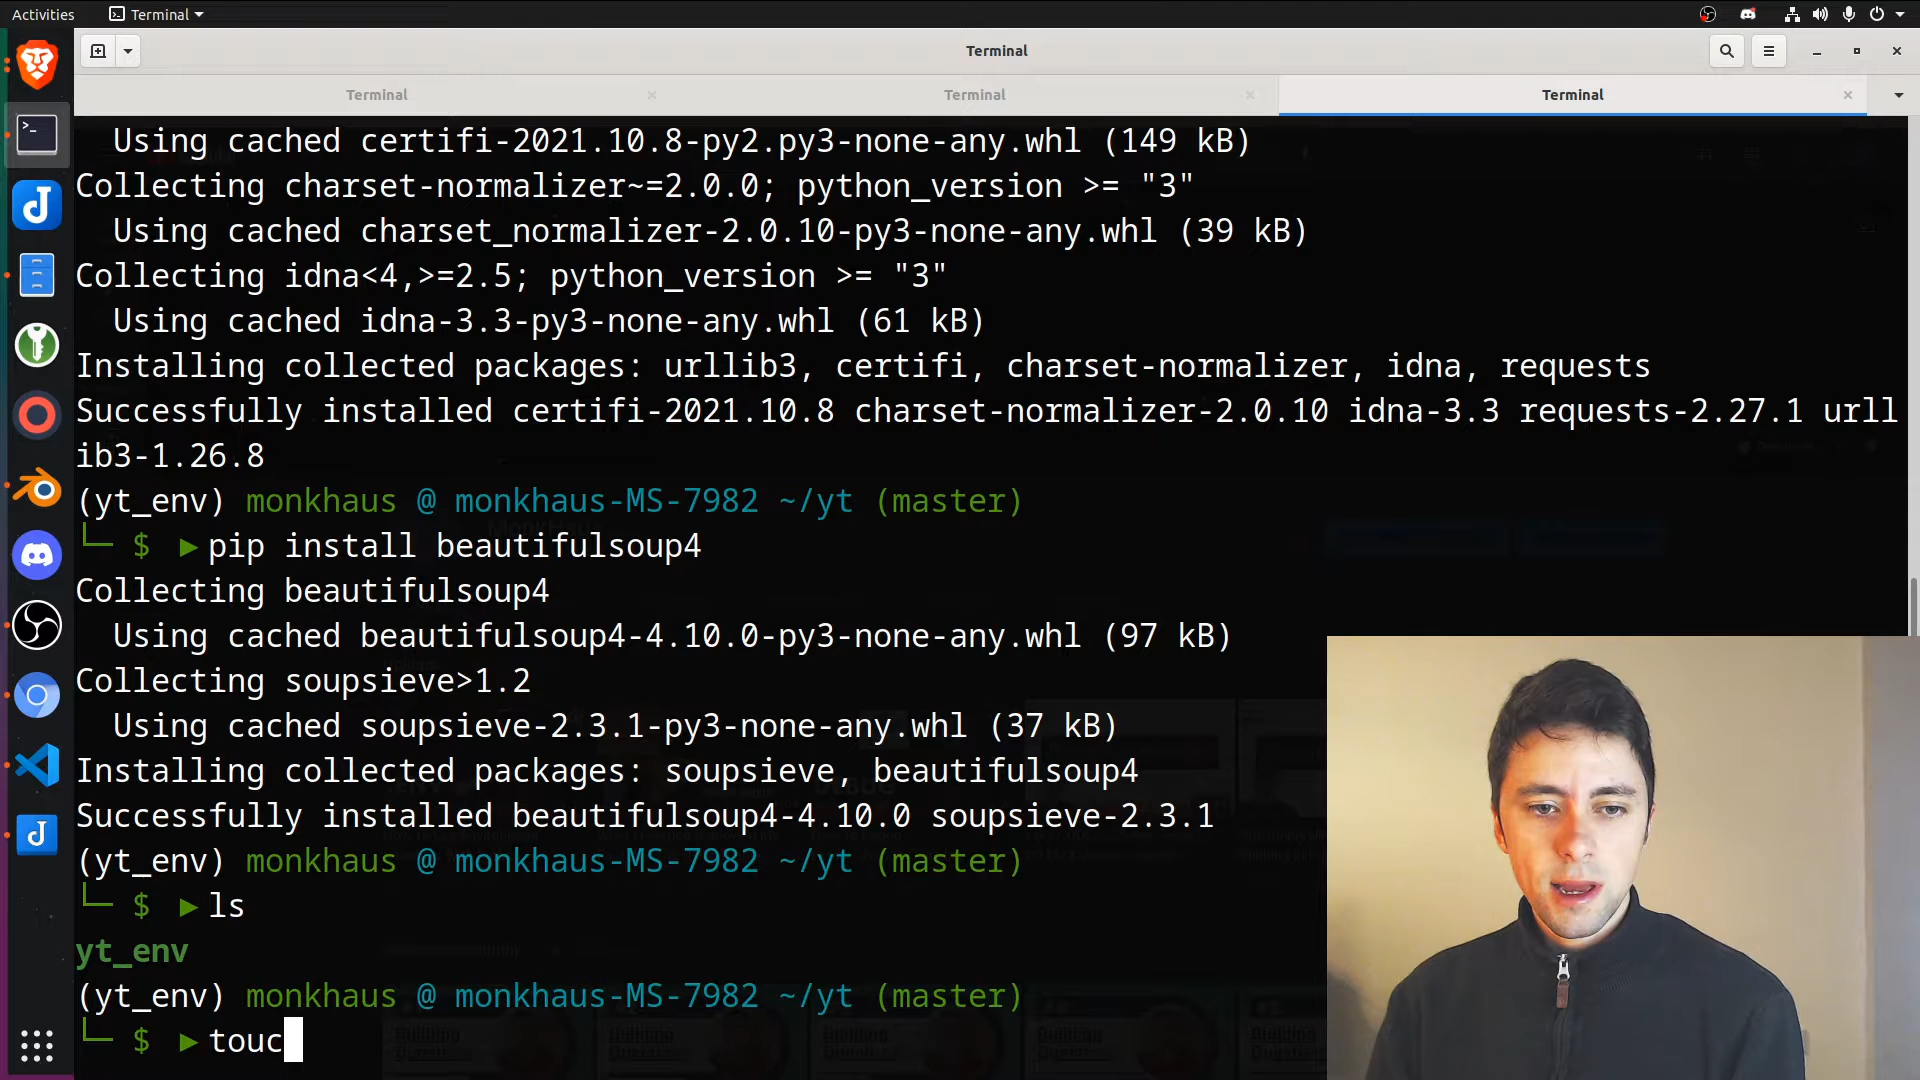 Activities
Terminal
Terminal
Terminal
Terminal
Terminal
Using cached certifi-2021.10.8-py2.py3-none-any.whl (149 kB)
Collecting charset-normalizer~=2.0.0; python_version >= "3"
Using cached charset_normalizer-2.0.10-py3-none-any.whl (39 kB)
Collecting idna<4,>=2.5; python_version >= "3"
Using cached idna-3.3-py3-none-any.whl (61 kB)
Installing collected packages: urllib3, certifi, charset-normalizer, idna, requests
Successfully installed certifi-2021.10.8 charset-normalizer-2.0.10 idna-3.3 requests-2.27.1 urll
ib3-1.26.8
(yt_env) monkhaus @ monkhaus-MS-7982 ~/yt (master)
└─ $ ▶ pip install beautifulsoup4
Collecting beautifulsoup4
Using cached beautifulsoup4-4.10.0-py3-none-any.whl (97 kB)
Collecting soupsieve>1.2
Using cached soupsieve-2.3.1-py3-none-any.whl (37 kB)
Installing collected packages: soupsieve, beautifulsoup4
Successfully installed beautifulsoup4-4.10.0 soupsieve-2.3.1
(yt_env) monkhaus @ monkhaus-MS-7982 ~/yt (master)
└─ $ ▶ ls
yt_env
(yt_env) monkhaus @ monkhaus-MS-7982 ~/yt (master)
└─ $ ▶ touc